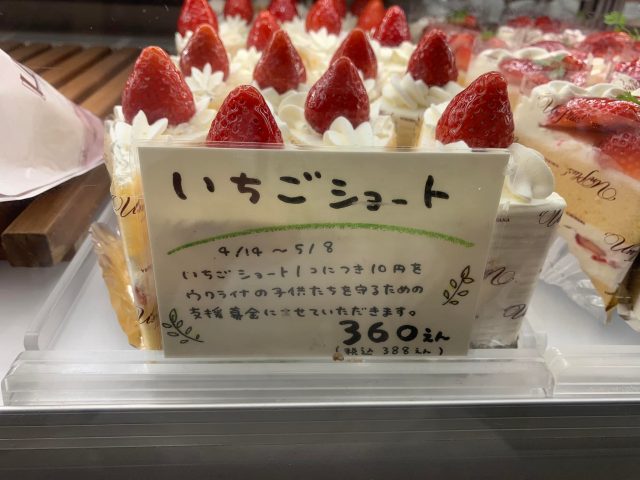 いちごショート
4/14～5/8
いちごショート1コにつき10円を
ウクライナの子供たちを守るための
支援募金にさせていただきます。
360えん
(税込 388えん)